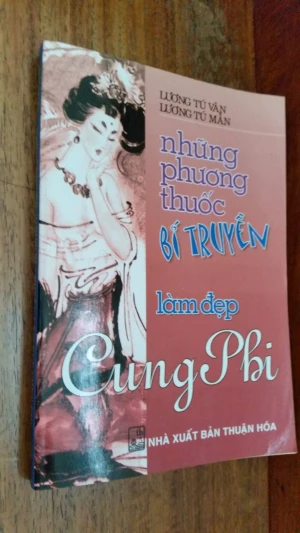 LƯƠNG TÚ VÂN
LƯƠNG TÚ MẪN
những
phương
thuốc
BÍ TRUYỀN
làm đẹp
Cung Phi
NHÀ XUẤT BẢN THUẬN HÓA